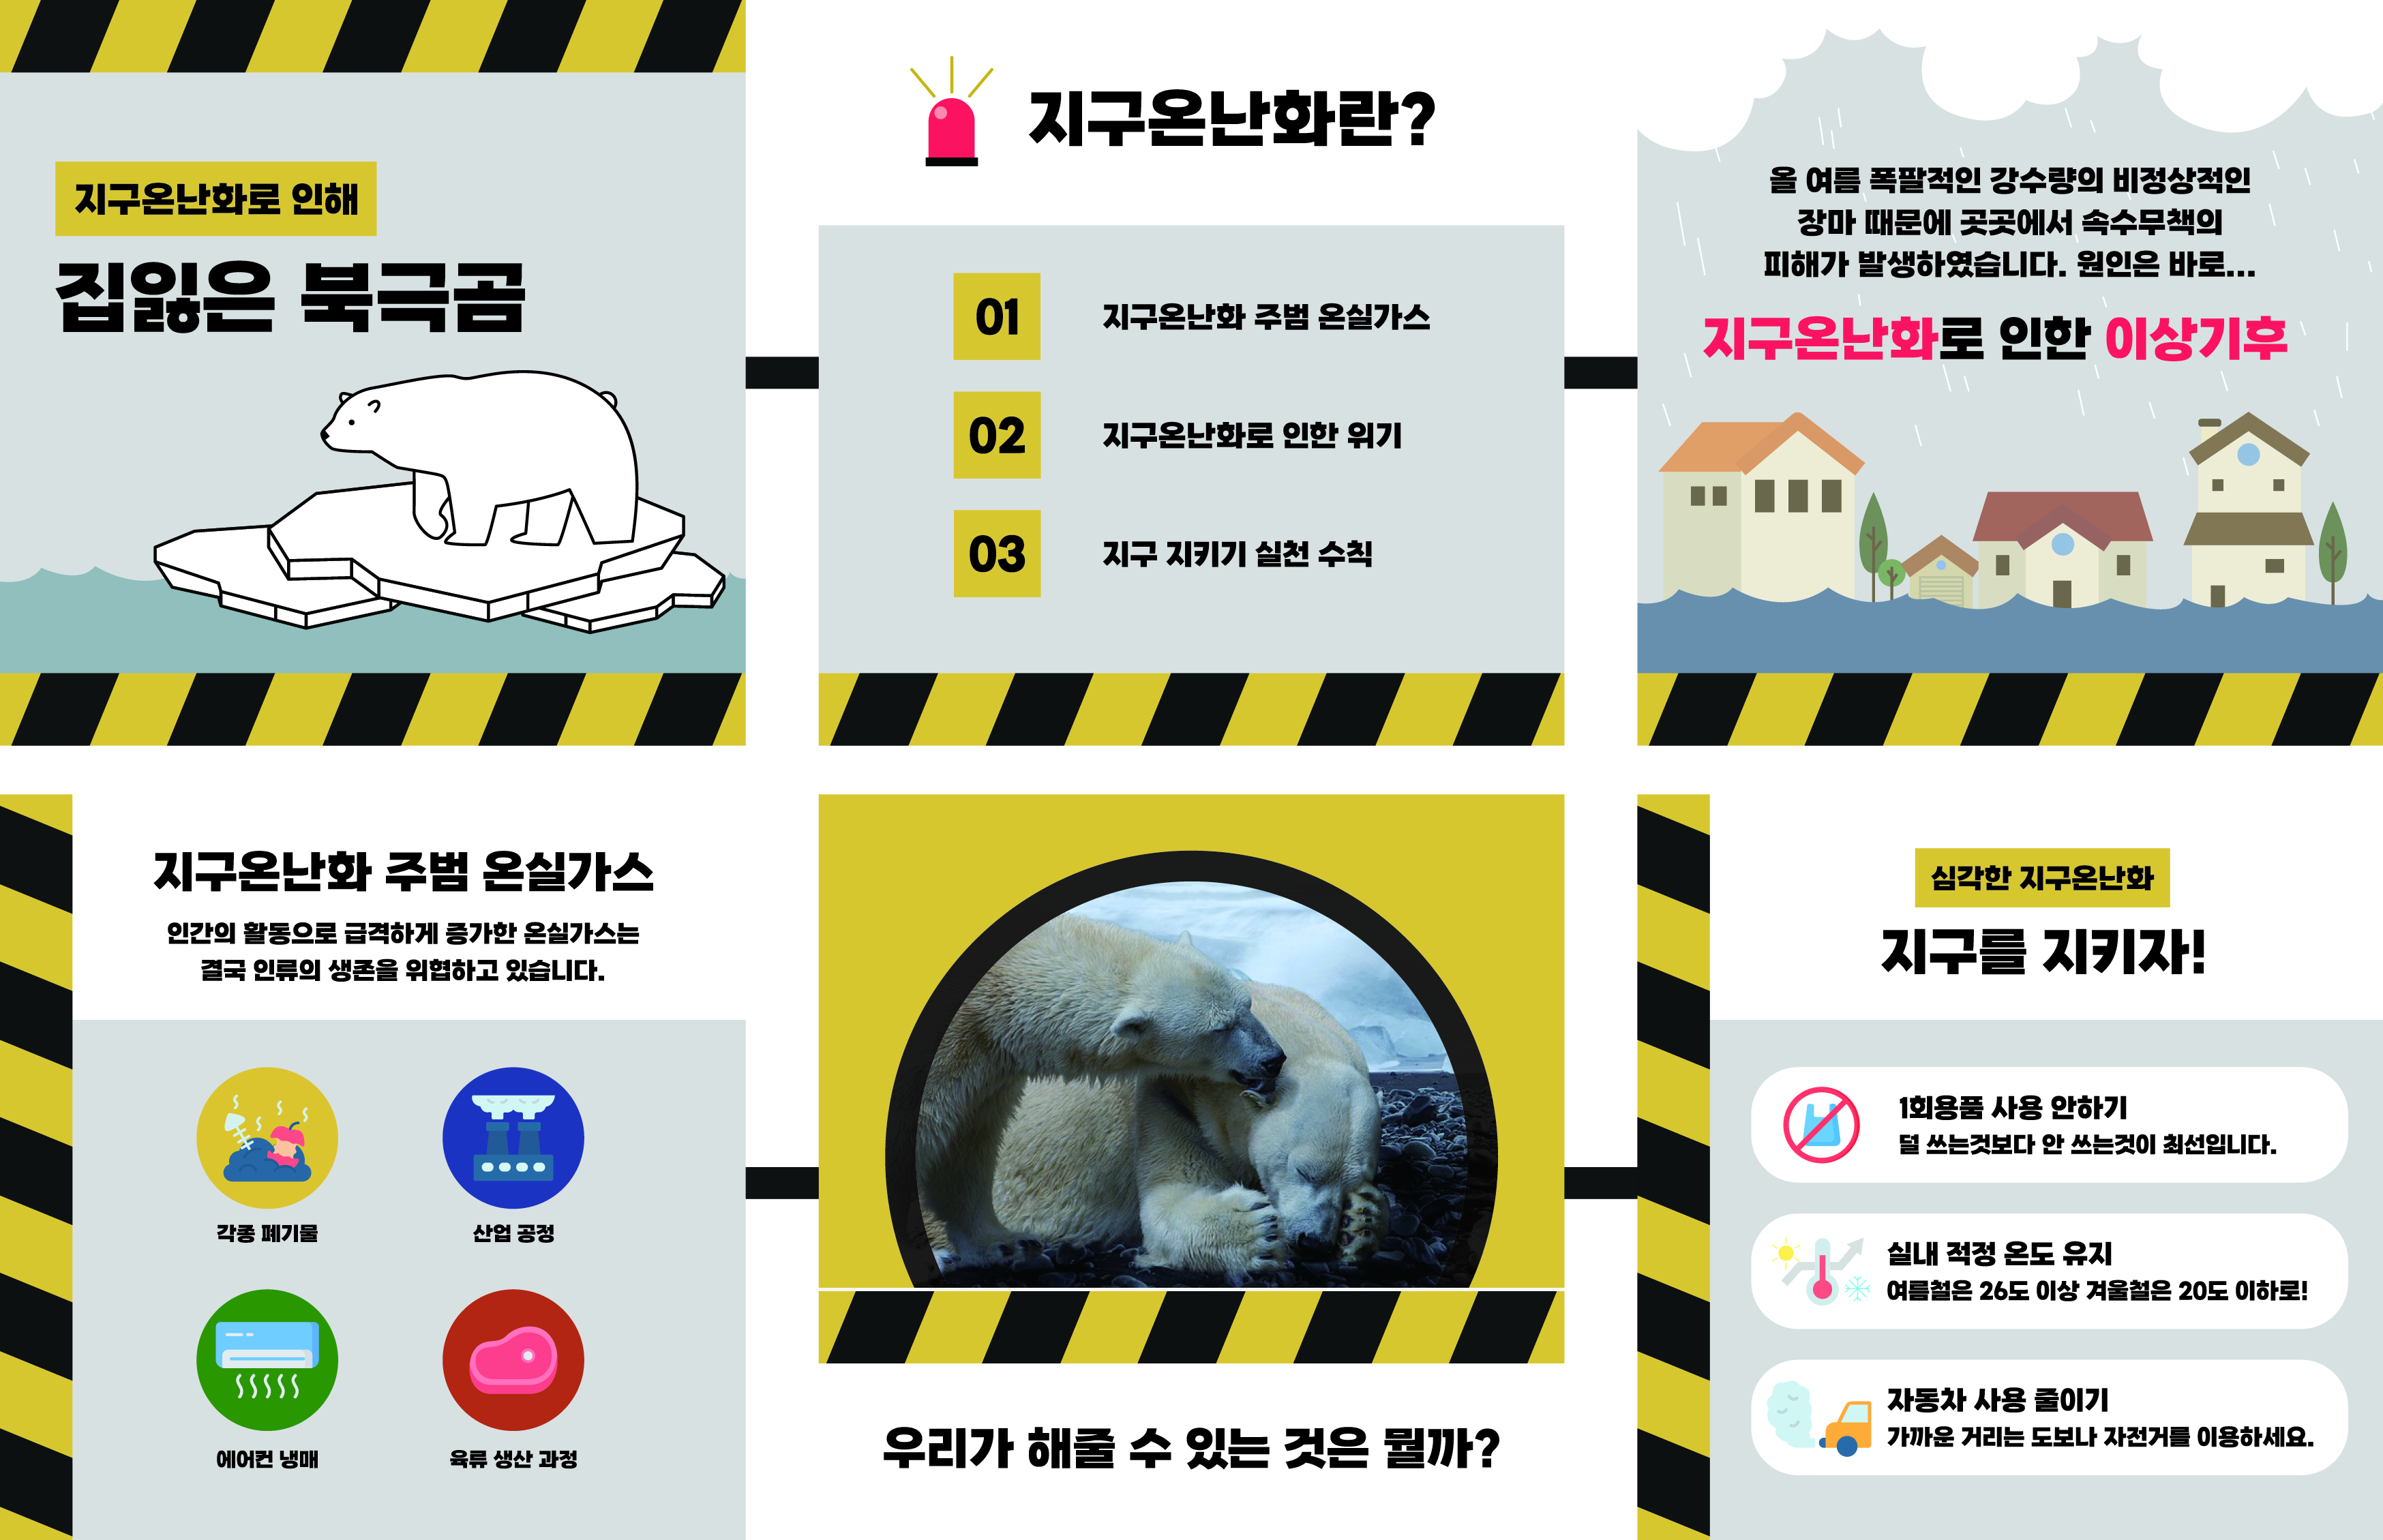 지구온난화로 인해
집잃은 북극곰
지구온난화란?
01
지구온난화 주범 온실가스
02
지구온난화로 인한 위기
03
지구 지키기 실천 수칙
올 여름 폭팔적인 강수량의 비정상적인
장마 때문에 곳곳에서 속수무책의
피해가 발생하였습니다. 원인은 바로...
지구온난화로 인한 이상기후
지구온난화 주범 온실가스
인간의 활동으로 급격하게 증가한 온실가스는
결국 인류의 생존을 위협하고 있습니다.
각종 폐기물
산업 공정
에어컨 냉매
육류 생산 과정
우리가 해줄 수 있는 것은 뭘까?
심각한 지구온난화
지구를 지키자!
1회용품 사용 안하기
덜 쓰는것보다 안 쓰는것이 최선입니다.
실내 적정 온도 유지
여름철은 26도 이상 겨울철은 20도 이하로!
자동차 사용 줄이기
가까운 거리는 도보나 자전거를 이용하세요.